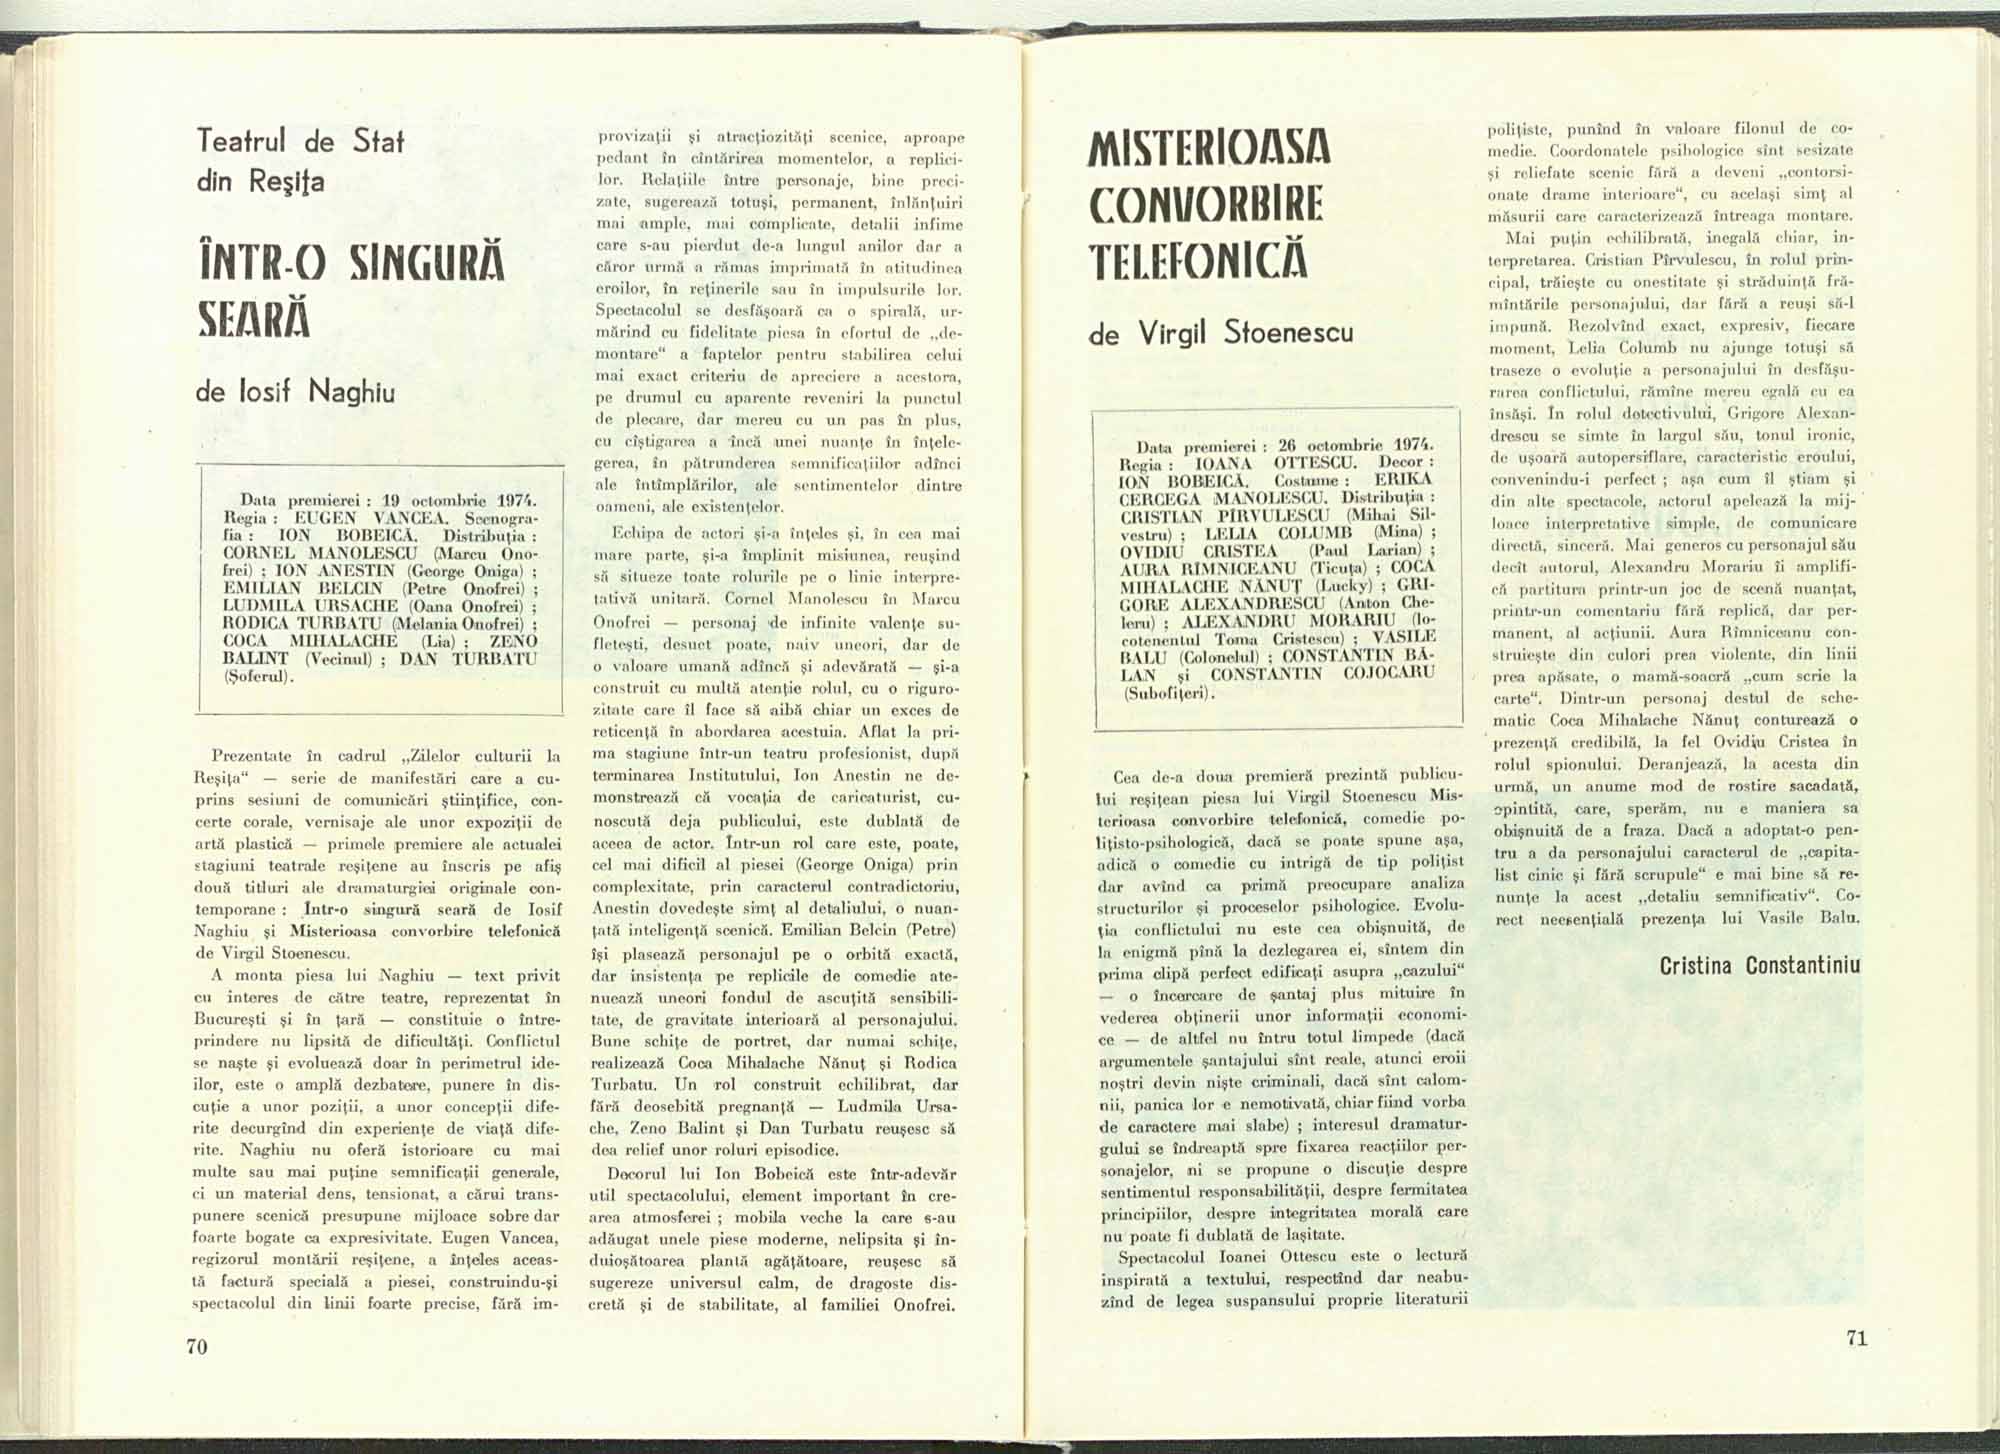 Teatrul de Stat
din Reşiţa
ÎNTR-O SINGURĂ
SEARĂ
de Iosif Naghiu
Data premierei : 19 octombrie 1974.
Regia : EUGEN VANCEA. Scenogra-
fia : ION BOBEICĂ. Distribuţia :
CORNEL MANOLESCU (Marcu Ono-
frei) ; ION ANESTIN (George Oniga) ;
EMILIAN BELCIN (Petre Onofrei) ;
LUDMILA URSACHE (Oana Onofrei) ;
RODICA TURBATU (Melania Onofrei) ;
COCA MIHALACHE (Lia) ; ZENO
BALINT (Vecinul) ; DAN TURBATU
(Şoferul).
Prezentate în cadrul „Zilelor culturii la
Reşiţa“ — serie de manifestări care a cu-
prins sesiuni de comunicări ştiinţifice, con-
certe corale, vernisaje ale unor expoziţii de
artă plastică — primele premiere ale actualei
stagiuni teatrale reşiţene au înscris pe afiş
două titluri ale dramaturgiei originale con-
temporane : Într-o singură seară de Iosif
Naghiu şi Misterioasa convorbire telefonică
de Virgil Stoenescu.
A monta piesa lui Naghiu — text privit
cu interes de către teatre, reprezentat în
Bucureşti şi în ţară — constituie o între-
prindere nu lipsită de dificultăţi. Conflictul
se naşte şi evoluează doar în perimetrul ide-
ilor, este o amplă dezbatere, punere în dis-
cuţie a unor poziţii, a unor concepţii dife-
rite decurgînd din experienţe de viaţă dife-
rite. Naghiu nu oferă istorioare cu mai
multe sau mai puţine semnificaţii generale,
ci un material dens, tensionat, a cărui trans-
punere scenică presupune mijloace sobre dar
foarte bogate ca expresivitate. Eugen Vancea,
regizorul montării reşiţene, a înţeles aceas-
tă factură specială a piesei, construindu-şi
spectacolul din linii foarte precise, fără im-
provizaţii şi atracţiozităţi scenice, aproape
pedant în cîntărirea momentelor, a replici-
lor. Relaţiile între personaje, bine preci-
zate, sugerează totuşi, permanent, înlănţuiri
mai ample, mai complicate, detalii infime
care s-au pierdut de-a lungul anilor dar a
căror urmă a rămas imprimată în atitudinea
eroilor, în reţinerile sau în impulsurile lor.
Spectacolul se desfăşoară ca o spirală, ur-
mărind cu fidelitate piesa în efortul de „de-
montare“ a faptelor pentru stabilirea celui
mai exact criteriu de apreciere a acestora,
pe drumul cu aparente reveniri la punctul
de plecare, dar mereu cu un pas în plus,
cu cîştigarea a încă unei nuanţe în înţele-
gerea, în pătrunderea semnificaţiilor adînci
ale întîmplărilor, ale sentimentelor dintre
oameni, ale existenţelor.
Echipa de actori şi-a înţeles şi, în cea mai
mare parte, şi-a împlinit misiunea, reuşind
să situeze toate rolurile pe o linie interpre-
tativă unitară. Cornel Manolescu în Marcu
Onofrei — personaj de infinite valenţe su-
fleteşti, desuet poate, naiv uneori, dar de
o valoare umană adîncă şi adevărată — şi-a
construit cu multă atenţie rolul, cu o riguro-
zitate care îl face să aibă chiar un exces de
reticenţă în abordarea acestuia. Aflat la pri-
ma stagiune într-un teatru profesionist, după
terminarea Institutului, Ion Anestin ne de-
monstrează că vocaţia de caricaturist, cu-
noscută deja publicului, este dublată de
aceea de actor. Într-un rol care este, poate,
cel mai dificil al piesei (George Oniga) prin
complexitate, prin caracterul contradictoriu,
Anestin dovedeşte simţ al detaliului, o nuan-
ţată inteligenţă scenică. Emilian Belcin (Petre)
îşi plasează personajul pe o orbită exactă,
dar insistenţa pe replicile de comedie ate-
nuează uneori fondul de ascuţită sensibili-
tate, de gravitate interioară al personajului.
Bune schiţe de portret, dar numai schiţe,
realizează Coca Mihalache Nănuţ şi Rodica
Turbatu. Un rol construit echilibrat, dar
fără deosebită pregnanţă — Ludmila Ursa-
che, Zeno Balint şi Dan Turbatu reuşesc să
dea relief unor roluri episodice.
Decorul lui Ion Bobeică este într-adevăr
util spectacolului, element important în cre-
area atmosferei ; mobila veche la care s-au
adăugat unele piese moderne, nelipsita şi în-
duioşătoarea plantă agăţătoare, reuşesc să
sugereze universul calm, de dragoste dis-
cretă şi de stabilitate, al familiei Onofrei.
70
MISTERIOASA
CONVORBIRE
TELEFONICĂ
de Virgil Stoenescu
Data premierei : 26 octombrie 1974.
Regia : IOANA OTTESCU. Decor :
ION BOBEICĂ. Costume : ERIKA
CERCEGA MANOLESCU. Distribuţia :
CRISTIAN PÎRVULESCU (Mihai Sil-
vestru) ; LELIA COLUMB (Mina) ;
OVIDIU CRISTEA (Paul Larian) ;
AURA RÎMNICEANU (Ticuţa) ; COCA
MIHALACHE NĂNUŢ (Lucky) ; GRI-
GORE ALEXANDRESCU (Anton Che-
leru) ; ALEXANDRU MORARIU (lo-
cotenentul Toma Cristescu) ; VASILE
BALU (Colonelul) ; CONSTANTIN BĂ-
LAN şi CONSTANTIN COJOCARU
(Subofiţeri).
Cea de-a doua premieră prezintă publicu-
lui reşiţean piesa lui Virgil Stoenescu Mis-
terioasa convorbire telefonică, comedie po-
liţisto-psihologică, dacă se poate spune aşa,
adică o comedie cu intrigă de tip poliţist
dar avînd ca primă preocupare analiza
structurilor şi proceselor psihologice. Evolu-
ţia conflictului nu este cea obişnuită, de
la enigmă pînă la dezlegarea ei, sîntem din
prima clipă perfect edificaţi asupra „cazului“
— o încercare de şantaj plus mituire în
vederea obţinerii unor informaţii economi-
ce — de altfel nu întru totul limpede (dacă
argumentele şantajului sînt reale, atunci eroii
noştri devin nişte criminali, dacă sînt calom-
nii, panica lor e nemotivată, chiar fiind vorba
de caractere mai slabe) ; interesul dramatur-
gului se îndreaptă spre fixarea reacţiilor per-
sonajelor, ni se propune o discuţie despre
sentimentul responsabilităţii, despre fermitatea
principiilor, despre integritatea morală care
nu poate fi dublată de laşitate.
Spectacolul Ioanei Ottescu este o lectură
inspirată a textului, respectînd dar neabu-
zînd de legea suspansului proprie literaturii
poliţiste, punînd în valoare filonul de co-
medie. Coordonatele psihologice sînt sesizate
şi reliefate scenic fără a deveni „contorsi-
onate drame interioare“, cu acelaşi simţ al
măsurii care caracterizează întreaga montare.
Mai puţin echilibrată, inegală chiar, in-
terpretarea. Cristian Pîrvulescu, în rolul prin-
cipal, trăieşte cu onestitate şi străduinţă fră-
mîntările personajului, dar fără a reuşi să-l
impună. Rezolvînd exact, expresiv, fiecare
moment, Lelia Columb nu ajunge totuşi să
traseze o evoluţie a personajului în desfăşu-
rarea conflictului, rămîne mereu egală cu ea
însăşi. În rolul detectivului, Grigore Alexan-
drescu se simte în largul său, tonul ironic,
de uşoară autopersiflare, caracteristic eroului,
convenindu-i perfect ; aşa cum îl ştiam şi
din alte spectacole, actorul apelează la mij-
loace interpretative simple, de comunicare
directă, sinceră. Mai generos cu personajul său
decît autorul, Alexandru Morariu îi amplifi-
că partitura printr-un joc de scenă nuanţat,
printr-un comentariu fără replică, dar per-
manent, al acţiunii. Aura Rîmniceanu con-
struieşte din culori prea violente, din linii
prea apăsate, o mamă-soacră „cum scrie la
carte“. Dintr-un personaj destul de sche-
matic Coca Mihalache Nănuţ conturează o
prezenţă credibilă, la fel Ovidiu Cristea în
rolul spionului. Deranjează, la acesta din
urmă, un anume mod de rostire sacadată,
opintită, care, sperăm, nu e maniera sa
obişnuită de a fraza. Dacă a adoptat-o pen-
tru a da personajului caracterul de „capita-
list cinic şi fără scrupule“ e mai bine să re-
nunţe la acest „detaliu semnificativ“. Co-
rect neesenţială prezenţa lui Vasile Balu.
Cristina Constantiniu
71